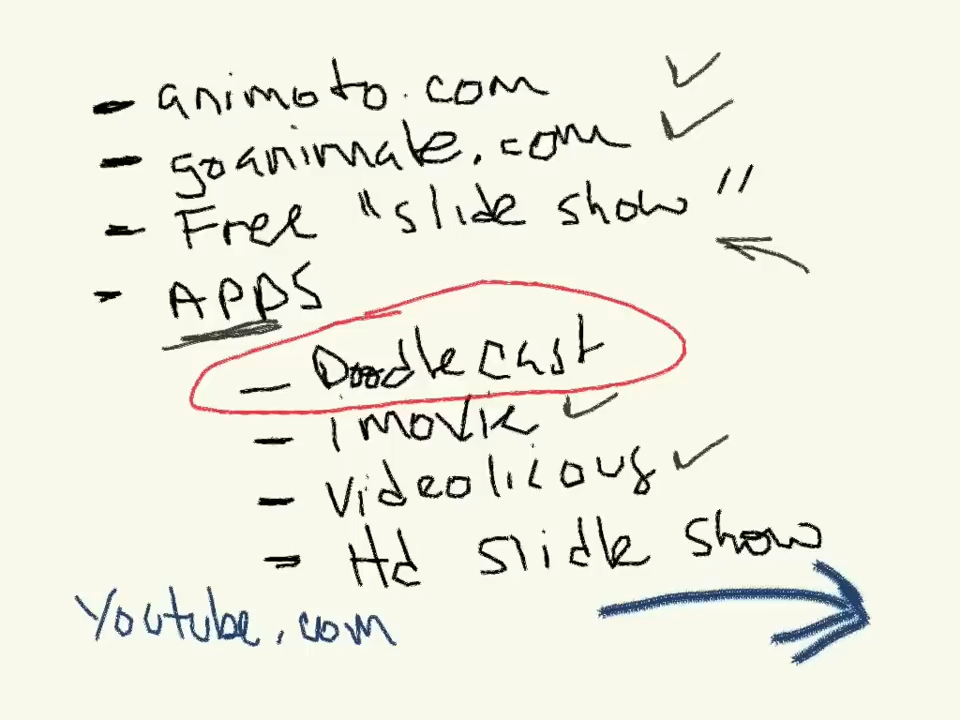 - animoto.com
- goanimate.com
- Free "slide show"
- APPS
- Doodlecast
- imovie
- videolicious
- Hd slide show
Youtube.com